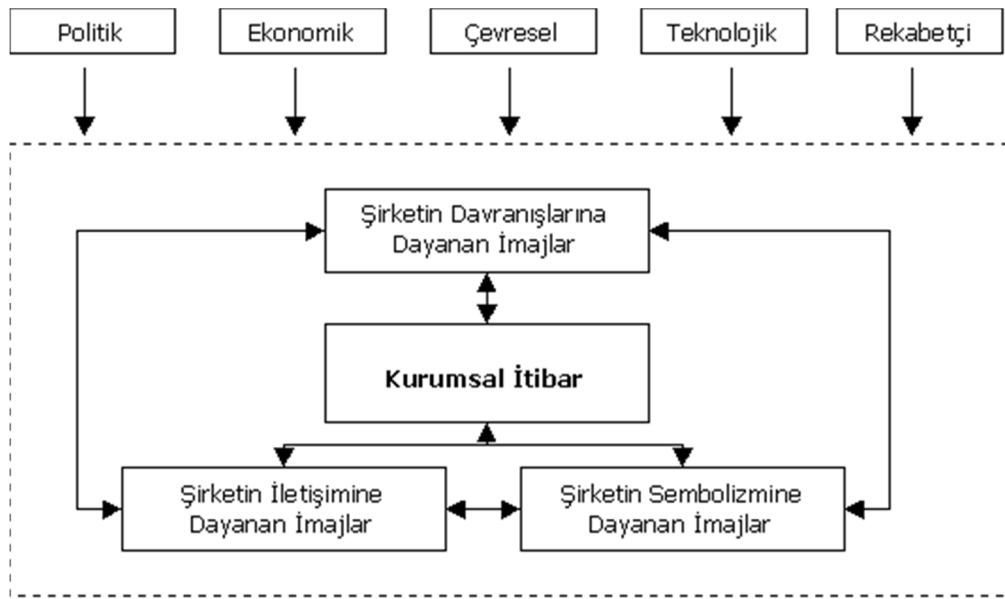 Politik
Ekonomik
Çevresel
Teknolojik
Rekabetçi
Şirketin Davranışlarına
Dayanan İmajlar
Kurumsal İtibar
Şirketin İletişimine
Dayanan İmajlar
Şirketin Sembolizmine
Dayanan İmajlar